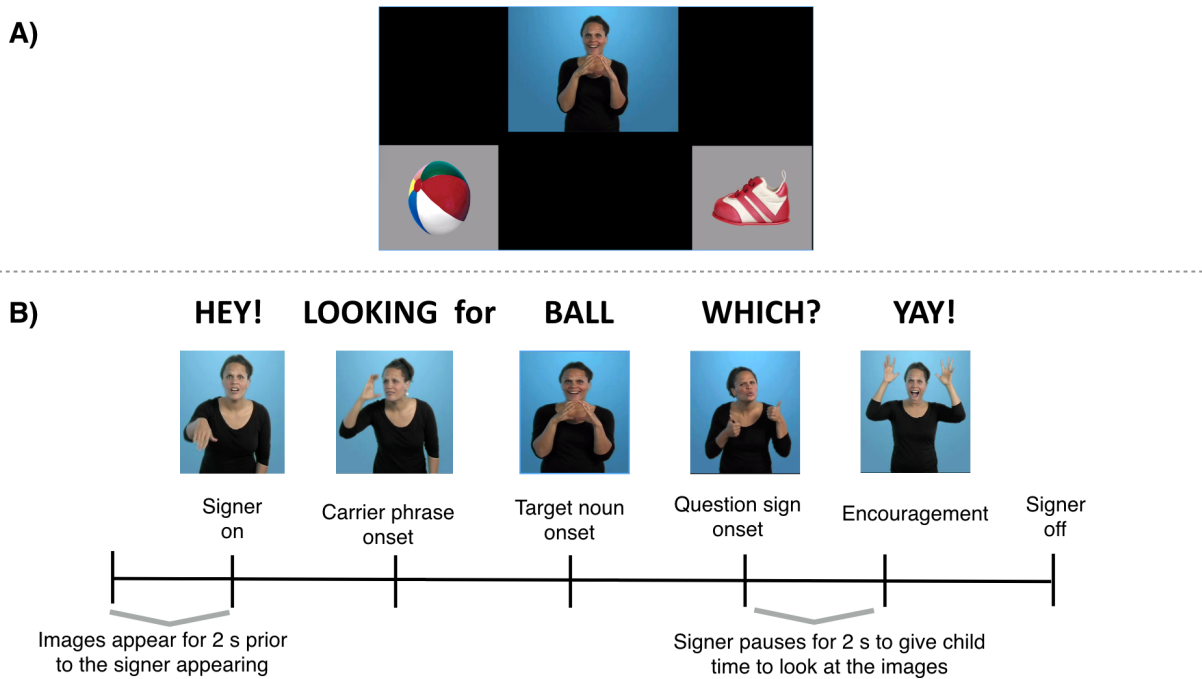 A)
B)
HEY! LOOKING for BALL WHICH? YAY!
Signer
on
Carrier phrase
onset
Target noun
onset
Question sign
onset
Encouragement
Signer
off
Images appear for 2 s prior
to the signer appearing
Signer pauses for 2 s to give child
time to look at the images